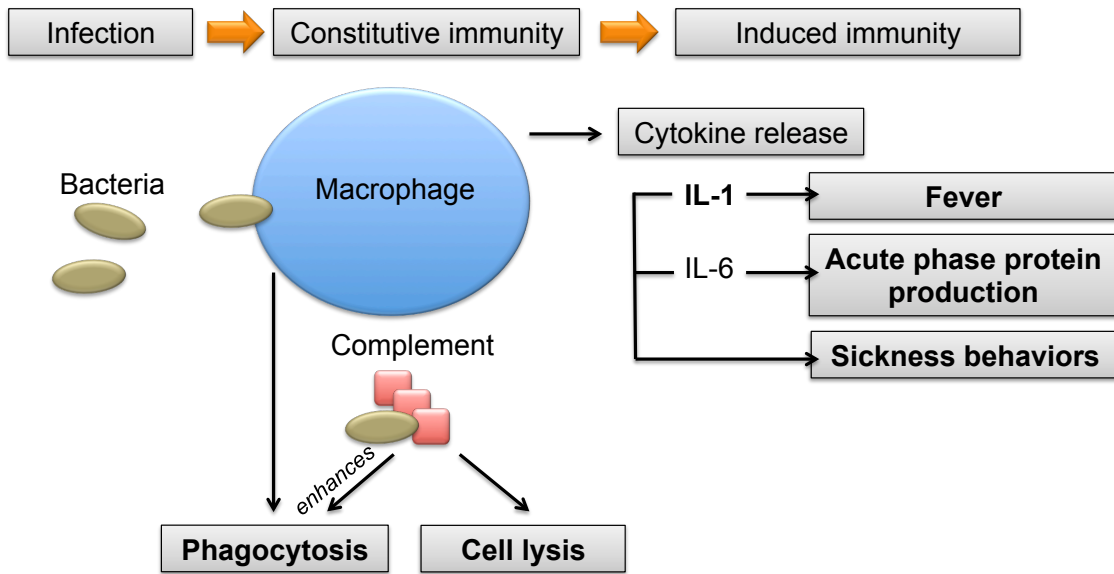 Infection
Constitutive immunity
Induced immunity
Cytokine release
Bacteria
Macrophage
IL-1
Fever
IL-6
Acute phase protein
production
Complement
Sickness behaviors
enhances
Phagocytosis
Cell lysis